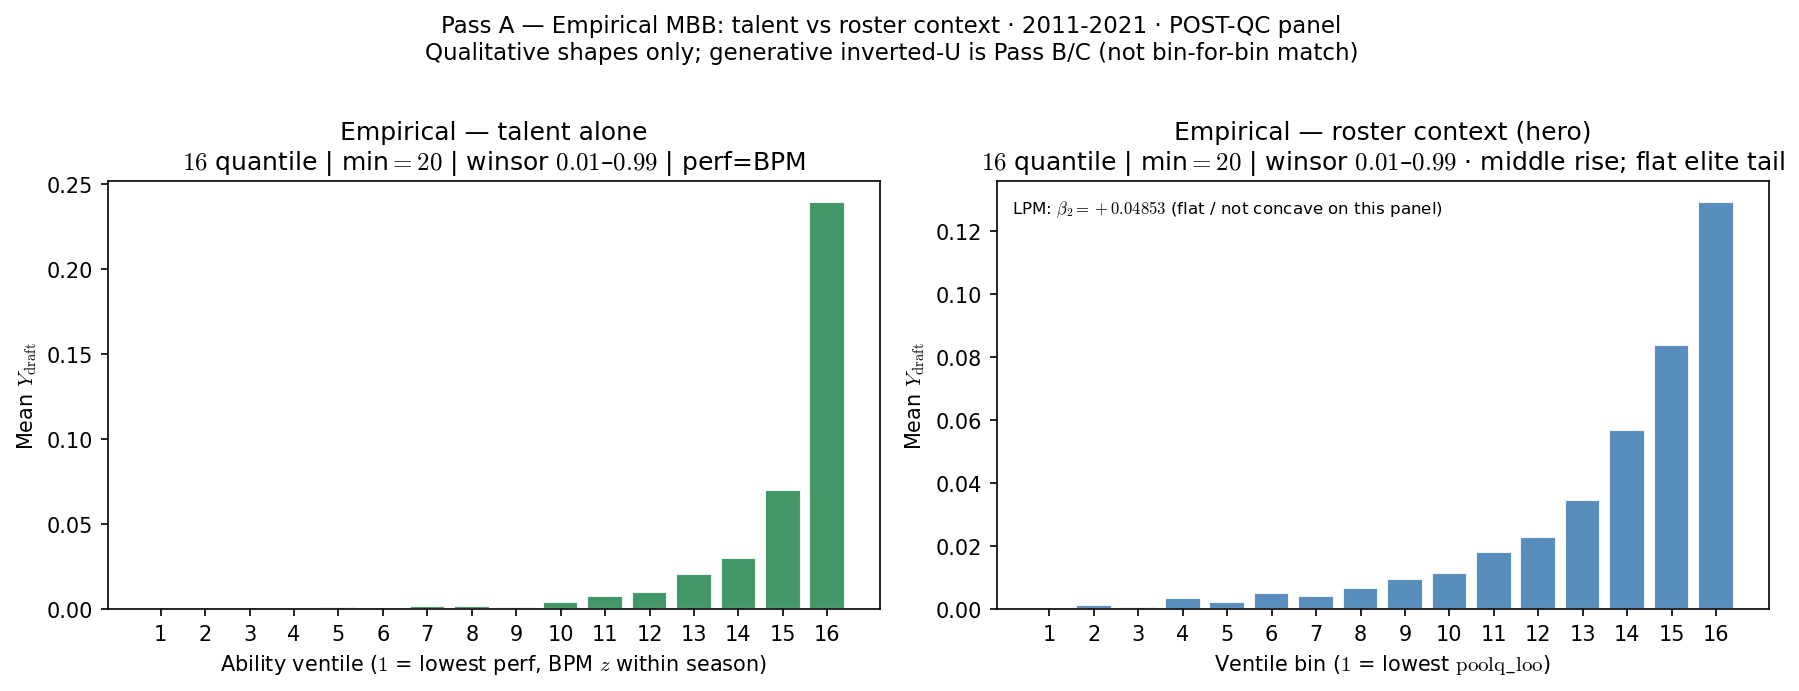 Pass A — Empirical MBB: talent vs roster context · 2011-2021 · POST-QC panel
Qualitative shapes only; generative inverted-U is Pass B/C (not bin-for-bin match)
Empirical — talent alone
16 quantile | min = 20 | winsor 0.01–0.99 | perf=BPM
0.25
0.20
0.15
0.10
0.05
0.00
Mean Y_draft
1 2 3 4 5 6 7 8 9 10 11 12 13 14 15 16
Ability ventile (1 = lowest perf, BPM z within season)
Empirical — roster context (hero)
16 quantile | min = 20 | winsor 0.01–0.99 · middle rise; flat elite tail
LPM: β₂ = +0.04853 (flat / not concave on this panel)
0.12
0.10
0.08
0.06
0.04
0.02
0.00
Mean Y_draft
1 2 3 4 5 6 7 8 9 10 11 12 13 14 15 16
Ventile bin (1 = lowest poolq_loo)